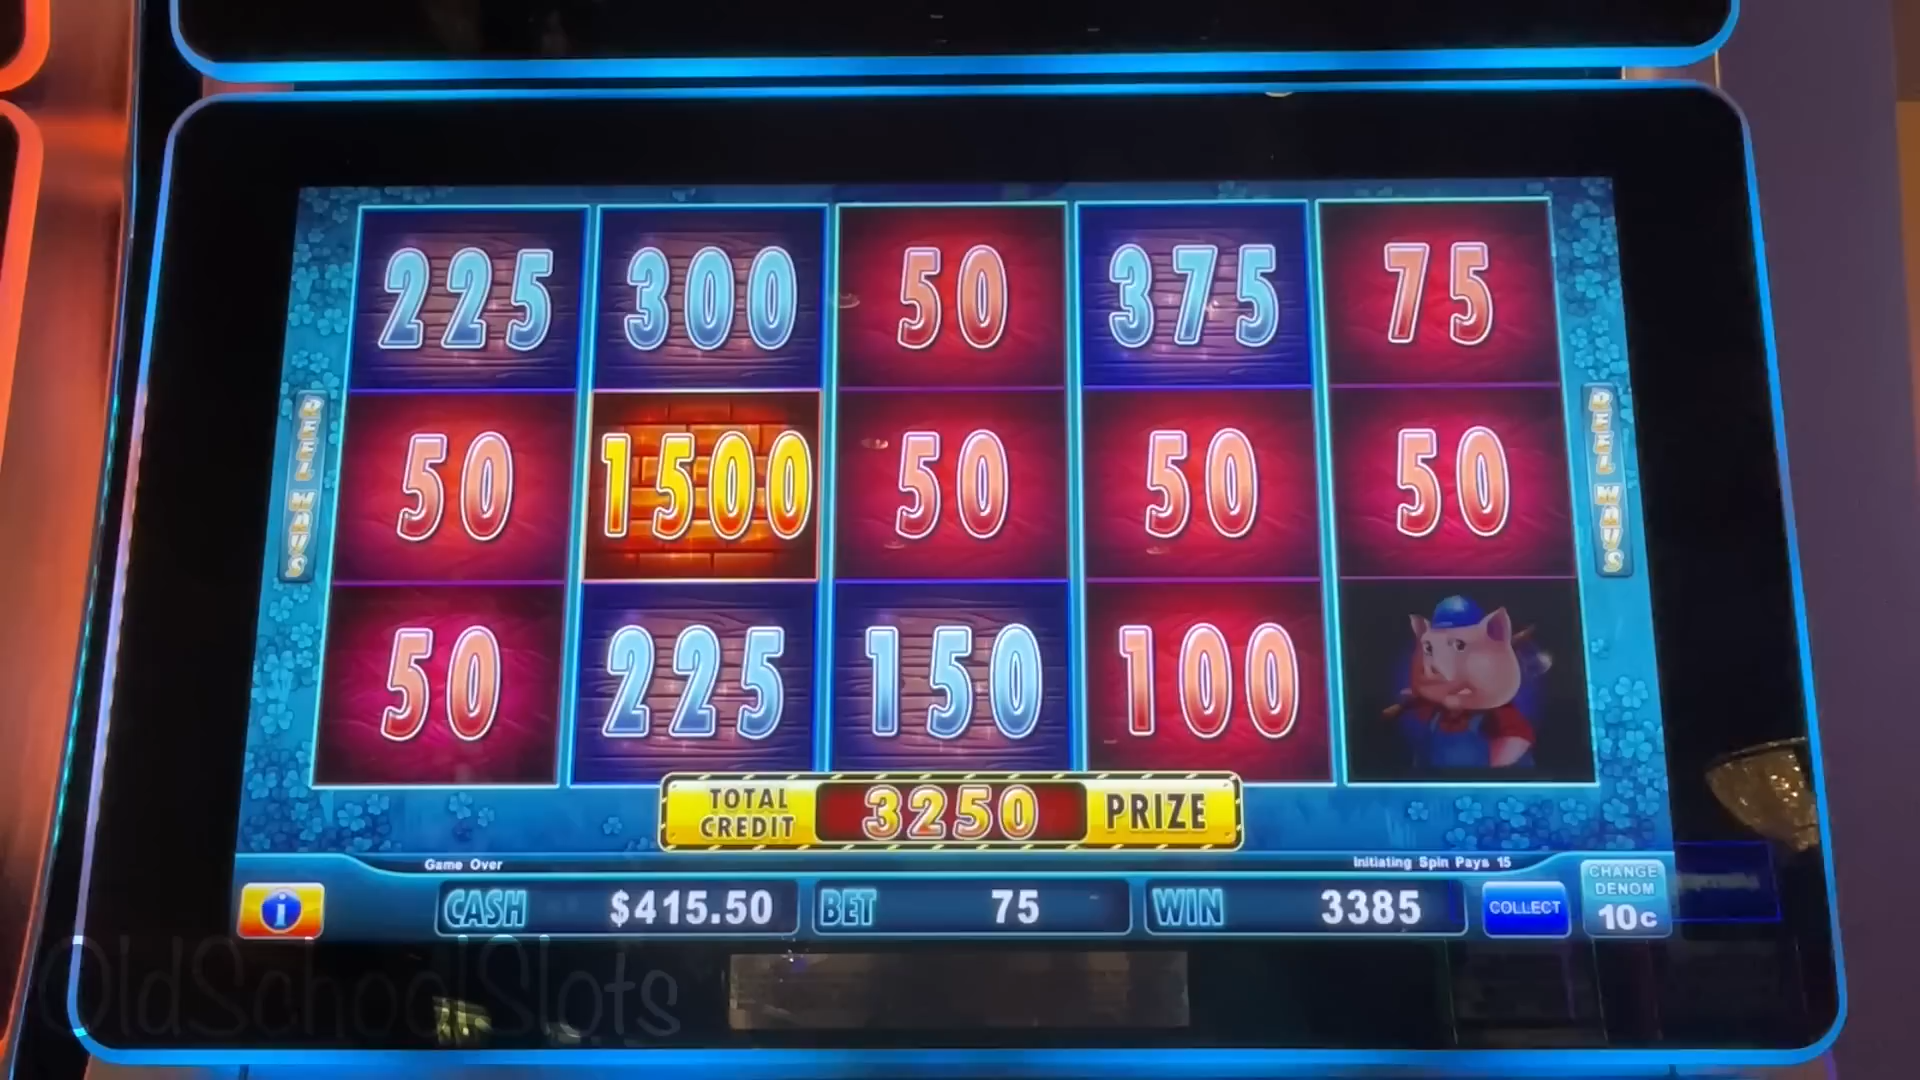 225 300 50 375 75
50 1500 50 50 50
50 225 150 100
REEL WAYS
REEL WAYS
TOTAL CREDIT 3250 PRIZE
Game Over
Initiating Spin Pays 15
CASH $415.50 BET 75 WIN 3385 COLLECT
CHANGE
DENOM
10c
i
OldSchoolSlots